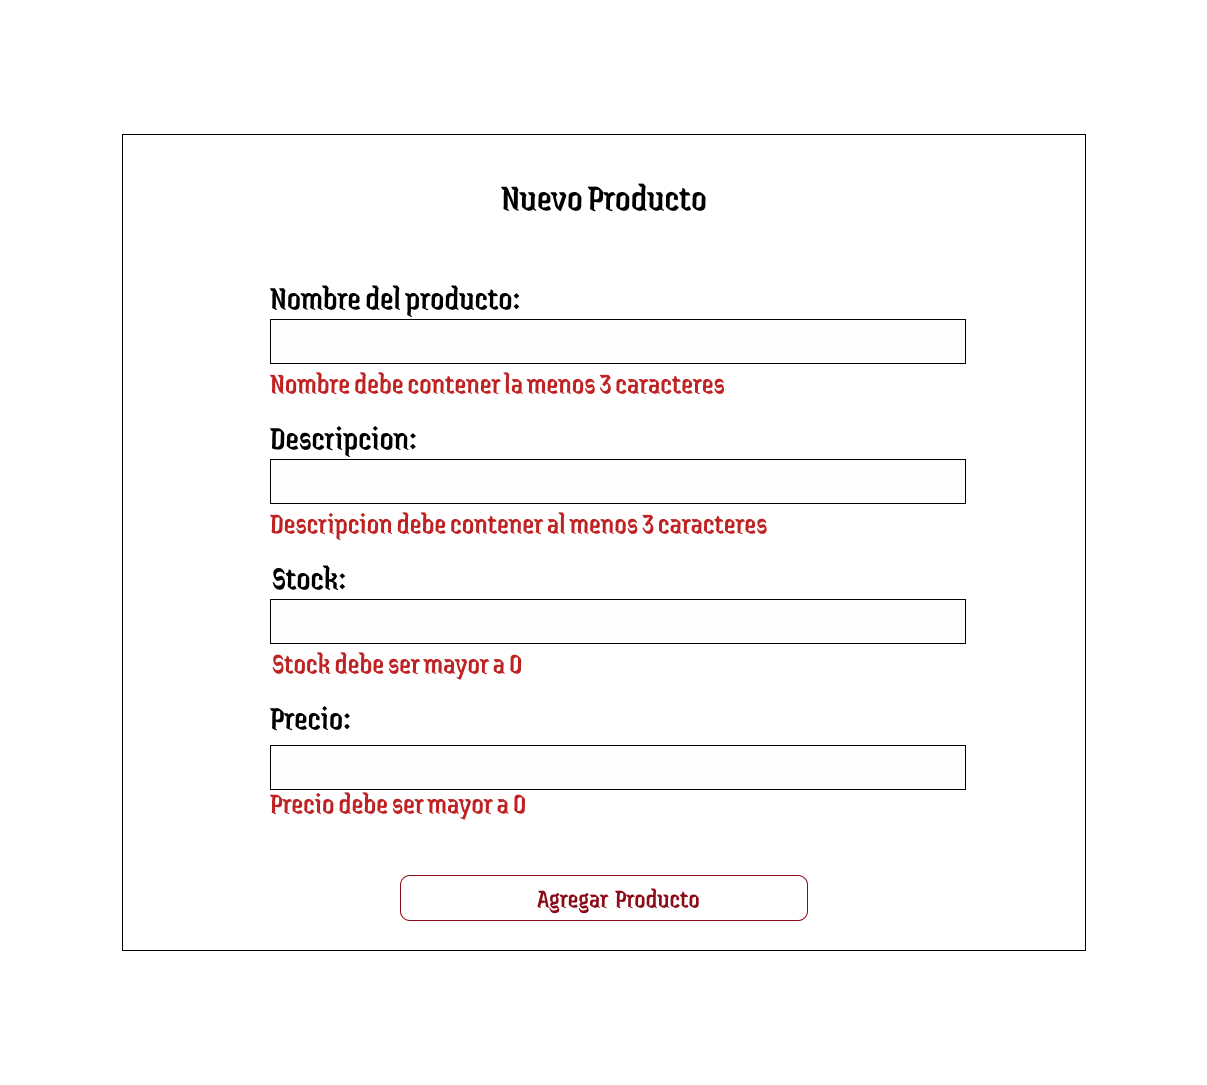 Nuevo Producto
Nombre del producto:
Nombre debe contener la menos 3 caracteres
Descripcion:
Descripcion debe contener al menos 3 caracteres
Stock:
Stock debe ser mayor a 0
Precio:
Precio debe ser mayor a 0
Agregar Producto